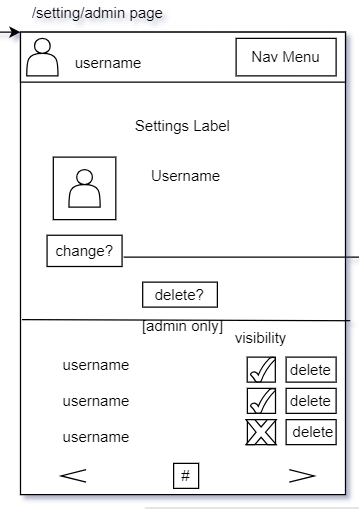 /setting/admin page
username
Nav Menu
Settings Label
Username
change?
delete?
[admin only]
visibility
username
delete
username
delete
username
delete
#